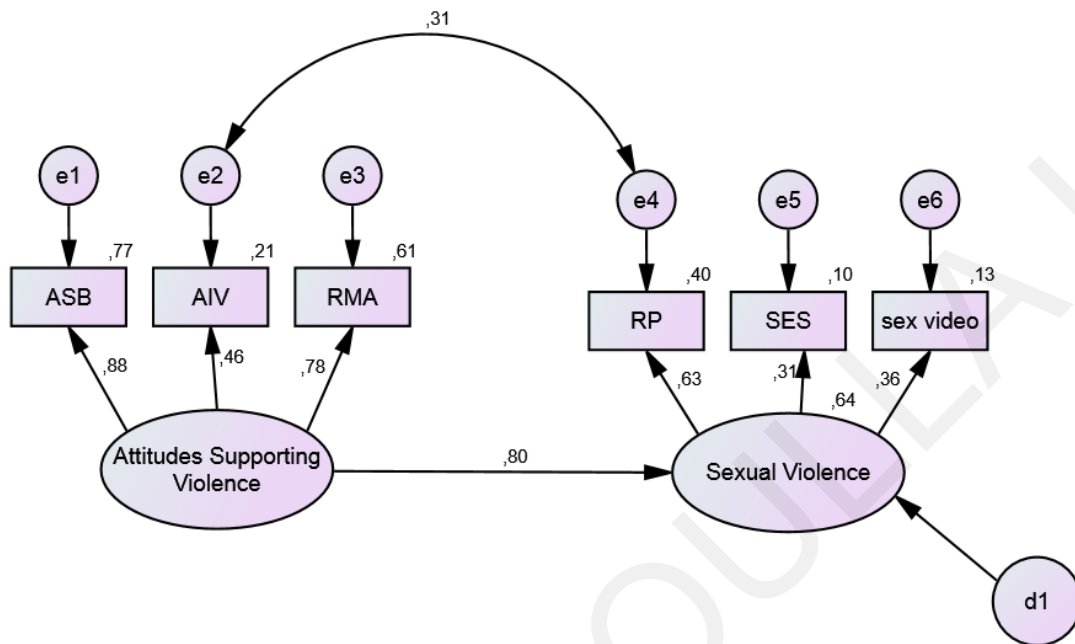 ,31
e1
e2
e3
e4
e5
e6
,77
,21
,61
,40
,10
,13
ASB
AIV
RMA
RP
SES
sex video
,88
,46
,78
,63
,31
,36
,64
Attitudes Supporting
Violence
,80
Sexual Violence
d1